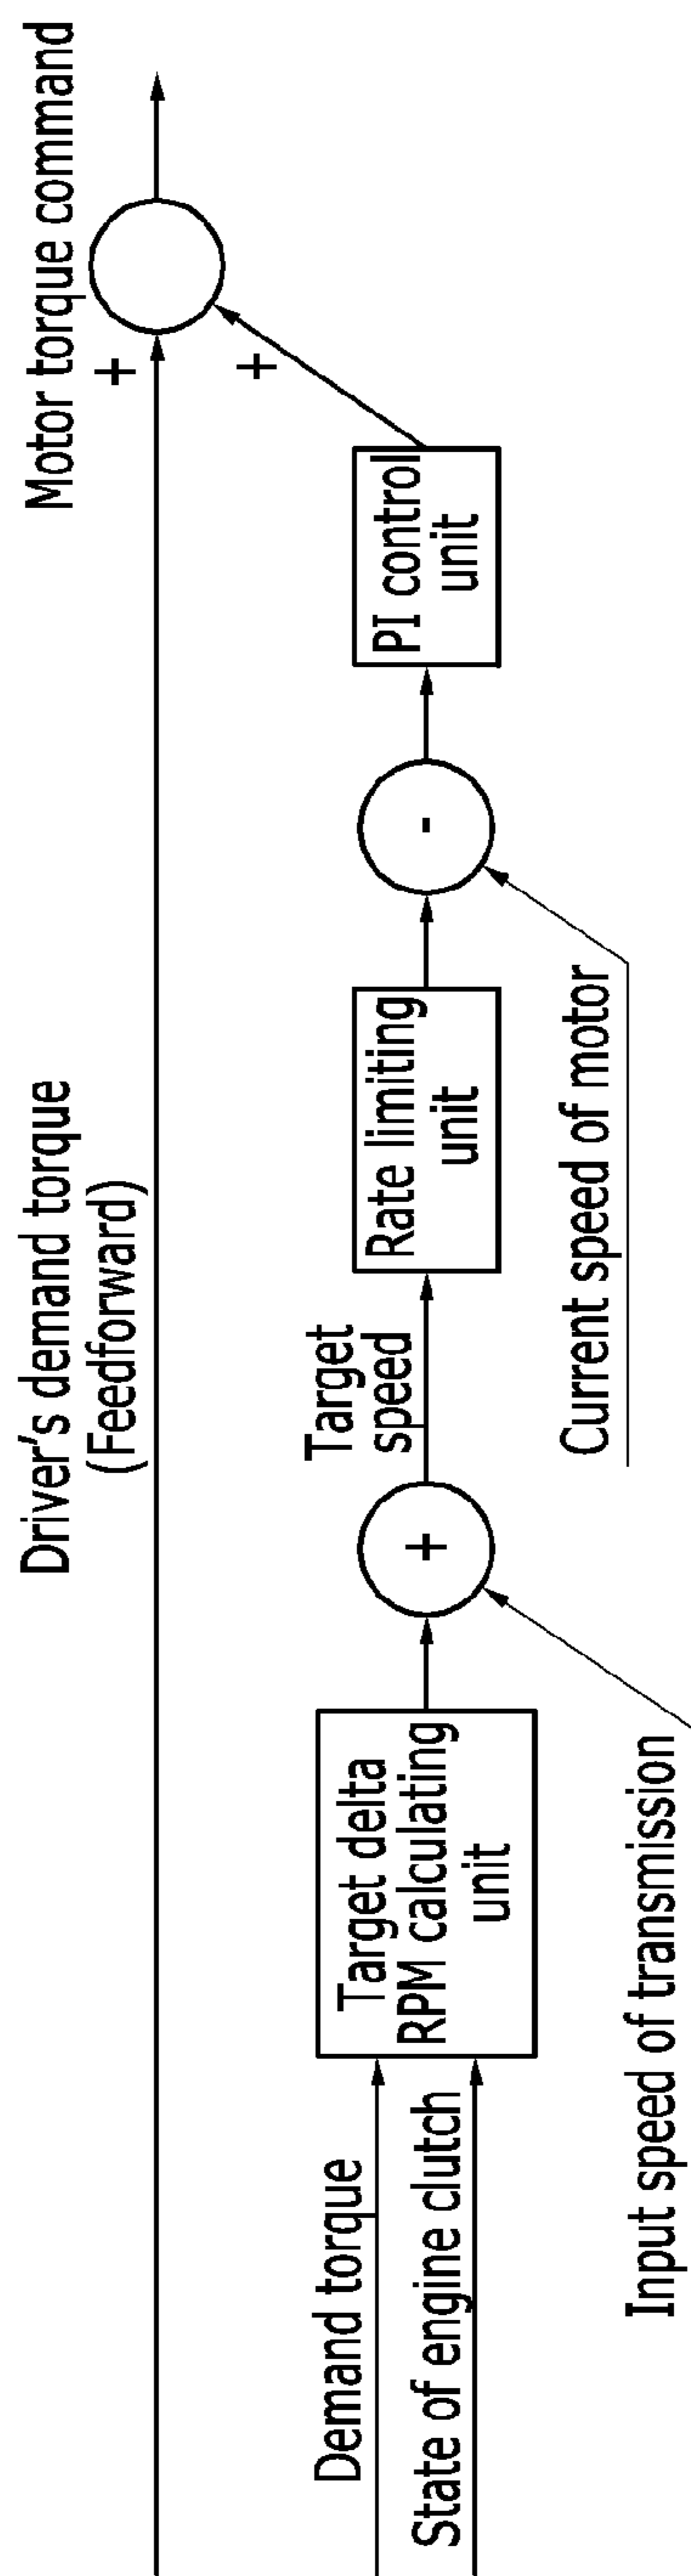 Driver's demand torque
(Feedforward)
Motor torque command
+
+
Demand torque
State of engine clutch
Target delta
RPM calculating
unit
+
Target
speed
Rate limiting
unit
-
PI control
unit
Input speed of transmission
Current speed of motor